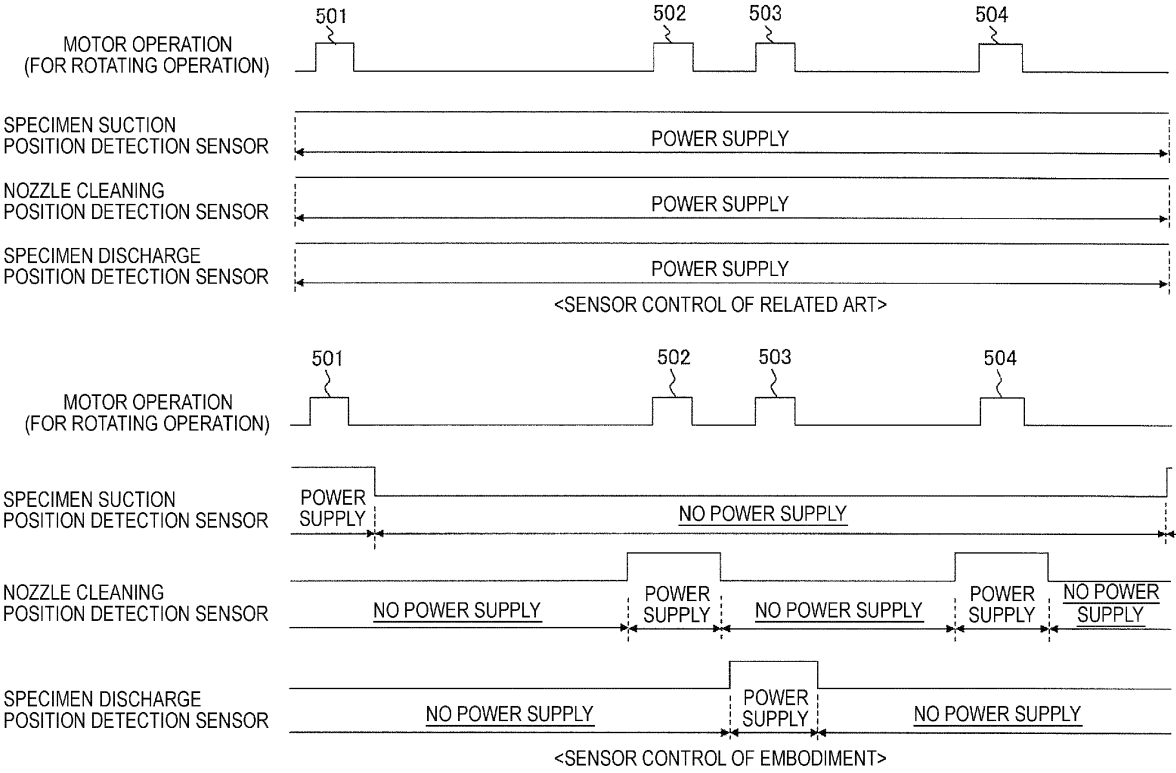 501
502
503
504
MOTOR OPERATION
(FOR ROTATING OPERATION)
SPECIMEN SUCTION
POSITION DETECTION SENSOR
POWER SUPPLY
NOZZLE CLEANING
POSITION DETECTION SENSOR
POWER SUPPLY
SPECIMEN DISCHARGE
POSITION DETECTION SENSOR
POWER SUPPLY
<SENSOR CONTROL OF RELATED ART>
501
502
503
504
MOTOR OPERATION
(FOR ROTATING OPERATION)
SPECIMEN SUCTION
POSITION DETECTION SENSOR
POWER
SUPPLY
NO POWER SUPPLY
NOZZLE CLEANING
POSITION DETECTION SENSOR
NO POWER SUPPLY
POWER
SUPPLY
NO POWER SUPPLY
POWER
SUPPLY
NO POWER
SUPPLY
SPECIMEN DISCHARGE
POSITION DETECTION SENSOR
NO POWER SUPPLY
POWER
SUPPLY
NO POWER SUPPLY
<SENSOR CONTROL OF EMBODIMENT>